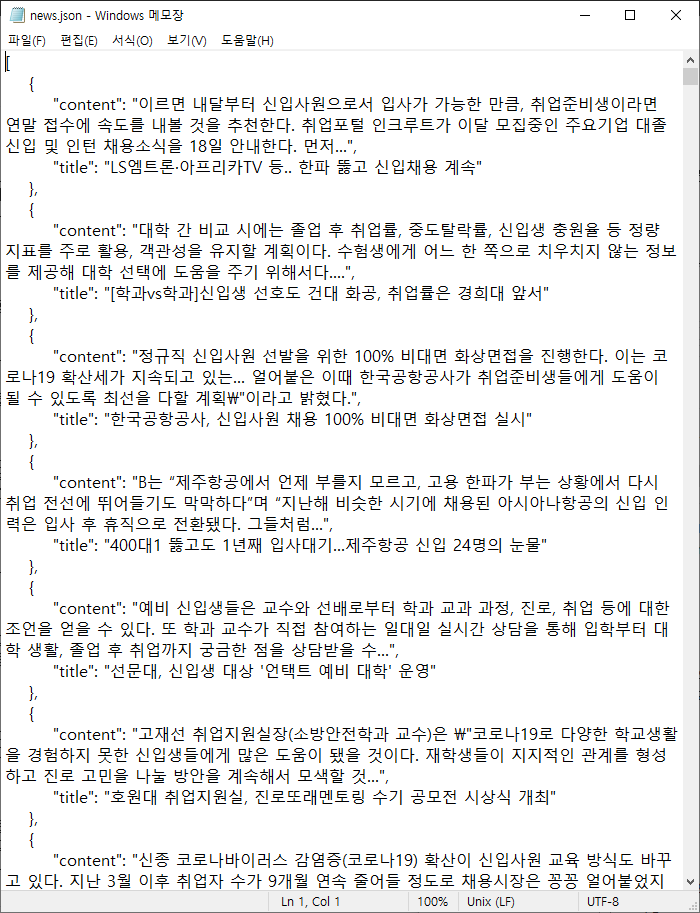 news.json - Windows 메모장
파일(F) 편집(E) 서식(O) 보기(V) 도움말(H)
[
{
"content": "이르면 내달부터 신입사원으로서 입사가 가능한 만큼, 취업준비생이라면
연말 접수에 속도를 내볼 것을 추천한다. 취업포털 인크루트가 이달 모집중인 주요기업 대졸
신입 및 인턴 채용소식을 18일 안내한다. 먼저...",
"title": "LS엠트론·아프리카TV 등.. 한파 뚫고 신입채용 계속"
},
{
"content": "대학 간 비교 시에는 졸업 후 취업률, 중도탈락률, 신입생 충원율 등 정량
지표를 주로 활용, 객관성을 유지할 계획이다. 수험생에게 어느 한 쪽으로 치우치지 않는 정보
를 제공해 대학 선택에 도움을 주기 위해서다....",
"title": "[학과vs학과]신입생 선호도 건대 화공, 취업률은 경희대 앞서"
},
{
"content": "정규직 신입사원 선발을 위한 100% 비대면 화상면접을 진행한다. 이는 코
로나19 확산세가 지속되고 있는... 얼어붙은 이때 한국공항공사가 취업준비생들에게 도움이
될 수 있도록 최선을 다할 계획₩"이라고 밝혔다.",
"title": "한국공항공사, 신입사원 채용 100% 비대면 화상면접 실시"
},
{
"content": "B는 “제주항공에서 언제 부를지 모르고, 고용 한파가 부는 상황에서 다시
취업 전선에 뛰어들기도 막막하다”며 “지난해 비슷한 시기에 채용된 아시아나항공의 신입 인
력은 입사 후 휴직으로 전환됐다. 그들처럼...",
"title": "400대1 뚫고도 1년째 입사대기...제주항공 신입 24명의 눈물"
},
{
"content": "예비 신입생들은 교수와 선배로부터 학과 교과 과정, 진로, 취업 등에 대한
조언을 얻을 수 있다. 또 학과 교수가 직접 참여하는 일대일 실시간 상담을 통해 입학부터 대
학 생활, 졸업 후 취업까지 궁금한 점을 상담받을 수...",
"title": "선문대, 신입생 대상 '언택트 예비 대학' 운영"
},
{
"content": "고재선 취업지원실장(소방안전학과 교수)은 ₩"코로나19로 다양한 학교생활
을 경험하지 못한 신입생들에게 많은 도움이 됐을 것이다. 재학생들이 지지적인 관계를 형성
하고 진로 고민을 나눌 방안을 계속해서 모색할 것...",
"title": "호원대 취업지원실, 진로또래멘토링 수기 공모전 시상식 개최"
},
{
"content": "신종 코로나바이러스 감염증(코로나19) 확산이 신입사원 교육 방식도 바꾸
고 있다. 지난 3월 이후 취업자 수가 9개월 연속 줄어들 정도로 채용시장은 꽁꽁 얼어붙었지
Ln 1, Col 1 100% Unix (LF) UTF-8